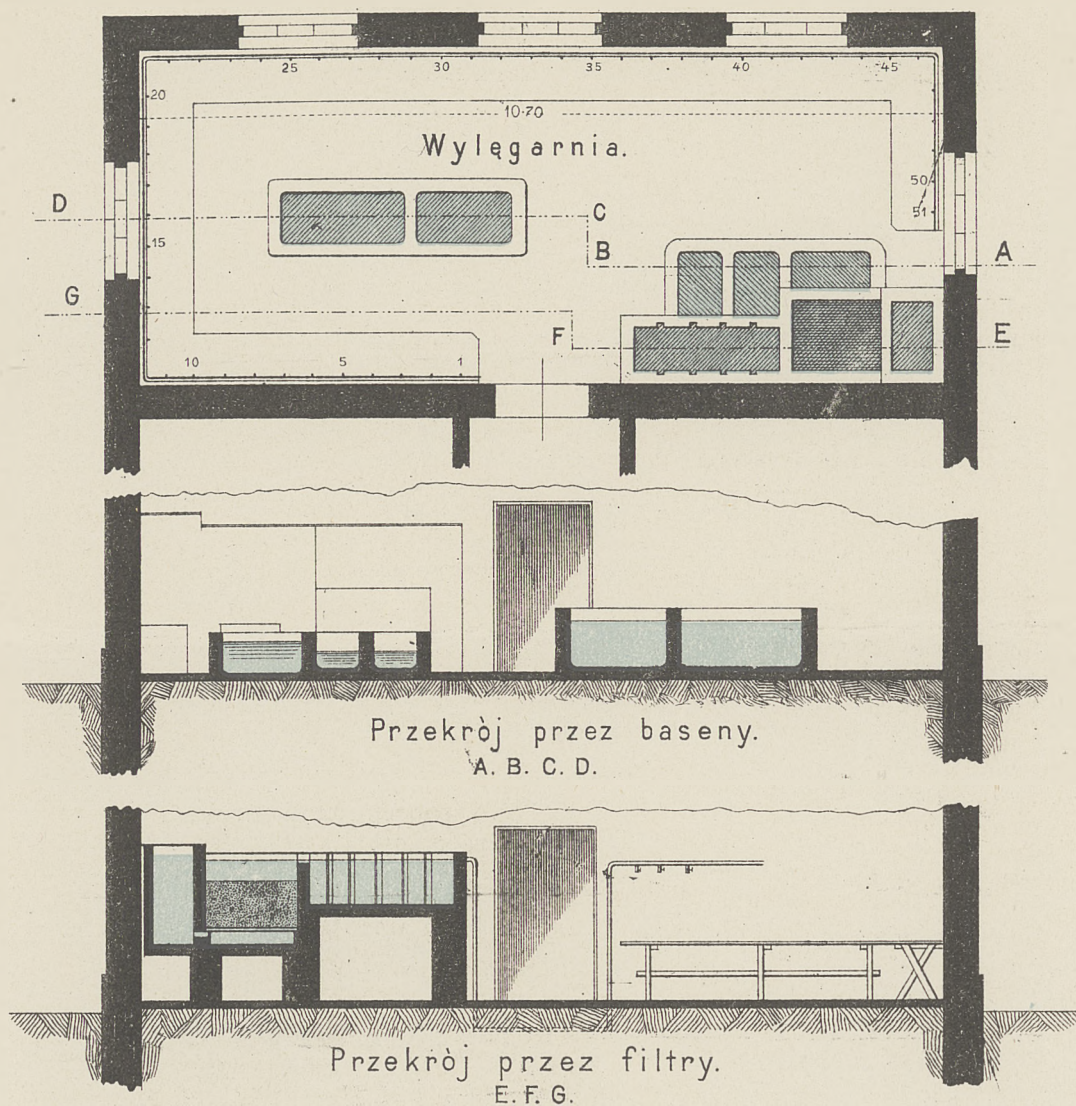 25 30 35 40 45
20
10·70
Wylęgarnia.
50
51
D
C
15
B
A
G
F
E
10 5 1
Przekròj przez baseny.
A. B. C. D.
Przekròj przez filtry.
E. F. G.